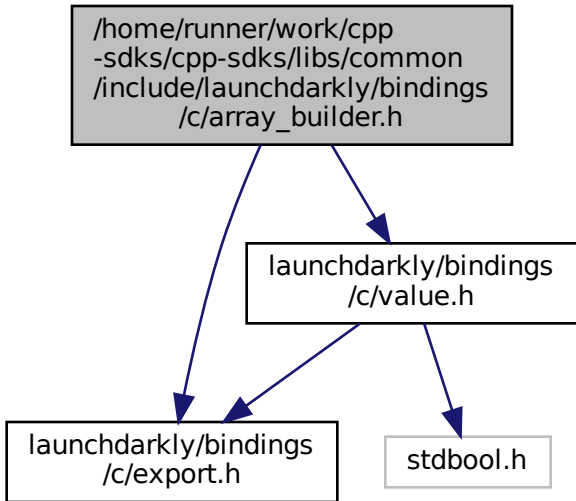 /home/runner/work/cpp
-sdks/cpp-sdks/libs/common
/include/launchdarkly/bindings
/c/array_builder.h
launchdarkly/bindings
/c/value.h
launchdarkly/bindings
/c/export.h
stdbool.h